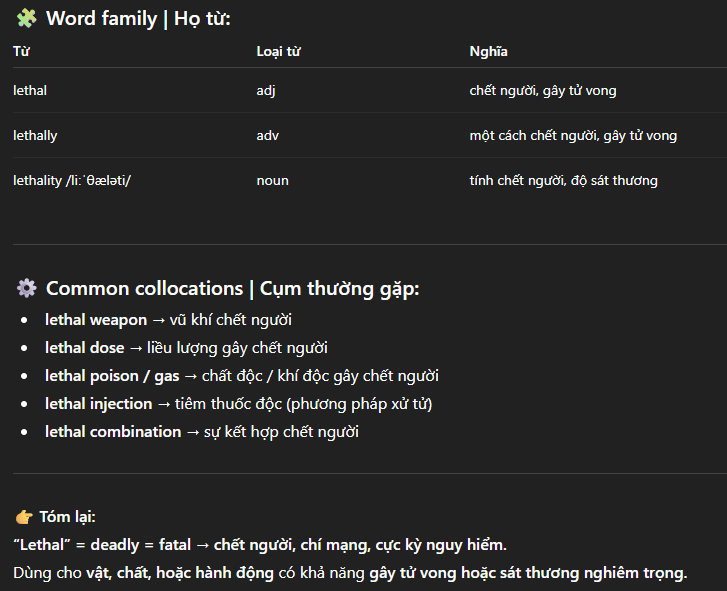 🧩 Word family | Họ từ:
Từ Loại từ Nghĩa
lethal adj chết người, gây tử vong
lethally adv một cách chết người, gây tử vong
lethality /liːˈθæləti/ noun tính chết người, độ sát thương
⚙️ Common collocations | Cụm thường gặp:
• lethal weapon → vũ khí chết người
• lethal dose → liều lượng gây chết người
• lethal poison / gas → chất độc / khí độc gây chết người
• lethal injection → tiêm thuốc độc (phương pháp xử tử)
• lethal combination → sự kết hợp chết người
👉 Tóm lại:
“Lethal” = deadly = fatal → chết người, chí mạng, cực kỳ nguy hiểm.
Dùng cho vật, chất, hoặc hành động có khả năng gây tử vong hoặc sát thương nghiêm trọng.